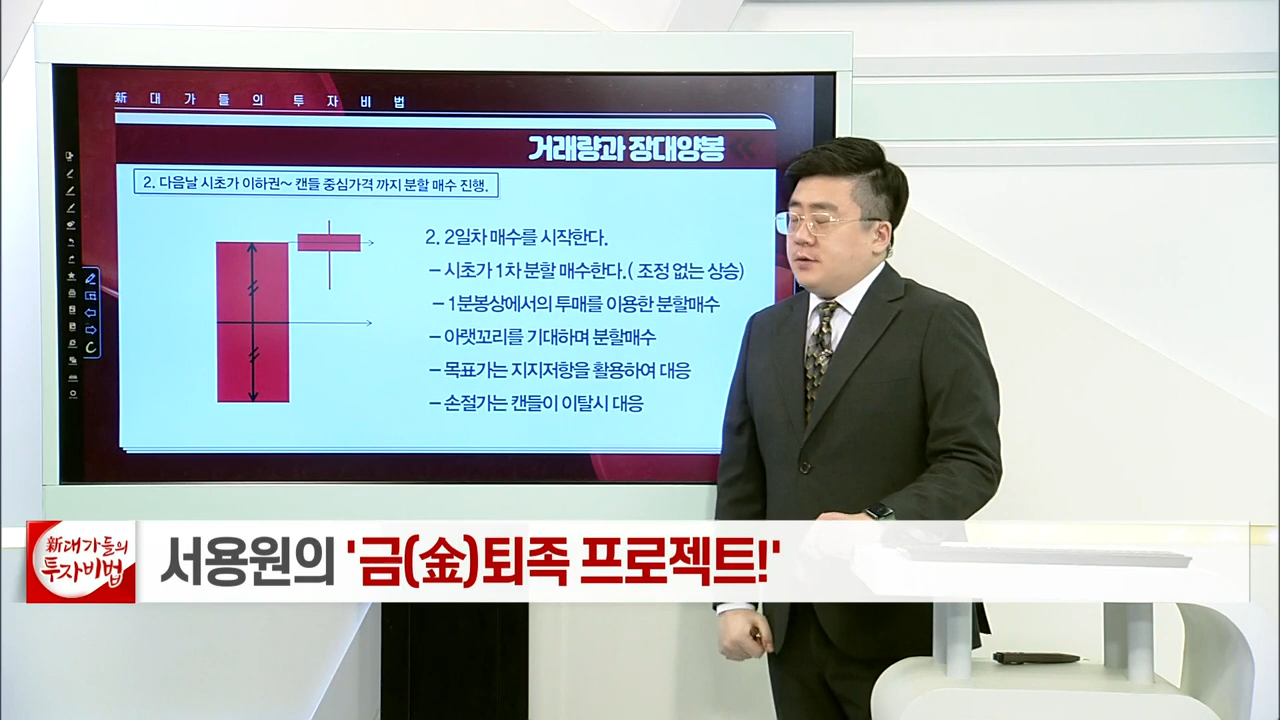 新 대 가 들 의 투 자 비 법
거래량과 장대양봉
2. 다음날 시초가 이하권~ 캔들 중심가격 까지 분할 매수 진행.
2. 2일차 매수를 시작한다.
– 시초가 1차 분할 매수한다.( 조정 없는 상승)
– 1분봉상에서의 투매를 이용한 분할매수
– 아랫꼬리를 기대하며 분할매수
– 목표가는 지지저항을 활용하여 대응
– 손절가는 캔들이 이탈시 대응
新대가들의
투자비법
서용원의 '금(金)퇴족 프로젝트!'